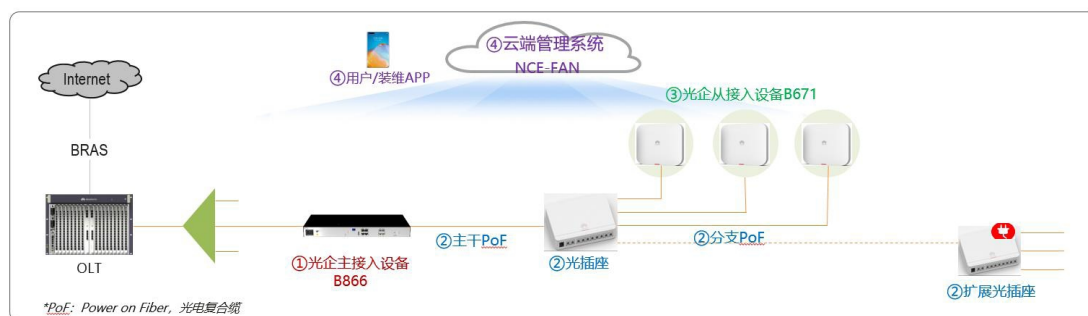 ④云端管理系统
NCE-FAN
④用户/装维APP
Internet
③光企从接入设备B671
BRAS
②主干PoF
②分支PoF
①光企主接入设备
B866
②光插座
OLT
②扩展光插座
*PoF：Power on Fiber，光电复合缆